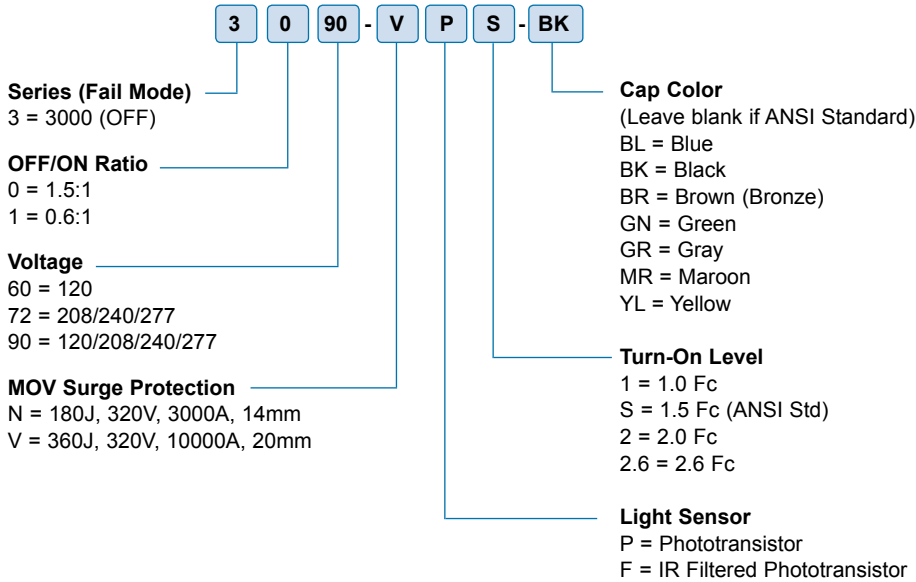 3 0 90 - V P S - BK
Series (Fail Mode)
3 = 3000 (OFF)
OFF/ON Ratio
0 = 1.5:1
1 = 0.6:1
Voltage
60 = 120
72 = 208/240/277
90 = 120/208/240/277
MOV Surge Protection
N = 180J, 320V, 3000A, 14mm
V = 360J, 320V, 10000A, 20mm
Cap Color
(Leave blank if ANSI Standard)
BL = Blue
BK = Black
BR = Brown (Bronze)
GN = Green
GR = Gray
MR = Maroon
YL = Yellow
Turn-On Level
1 = 1.0 Fc
S = 1.5 Fc (ANSI Std)
2 = 2.0 Fc
2.6 = 2.6 Fc
Light Sensor
P = Phototransistor
F = IR Filtered Phototransistor